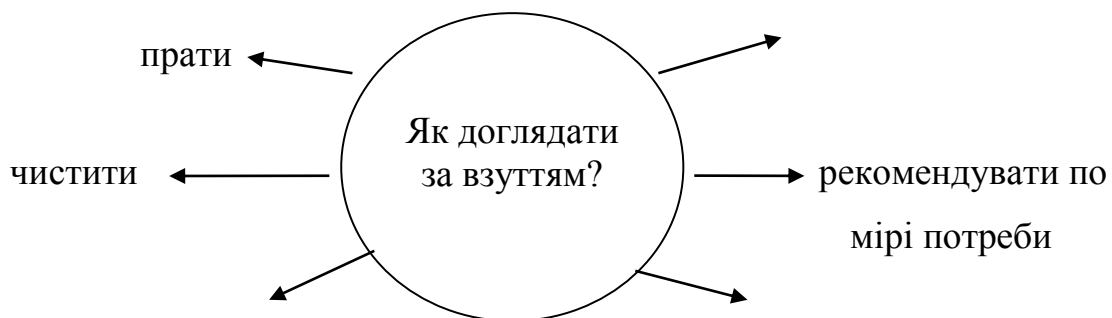 прати
Як доглядати
за взуттям?
чистити
рекомендувати по
мірі потреби